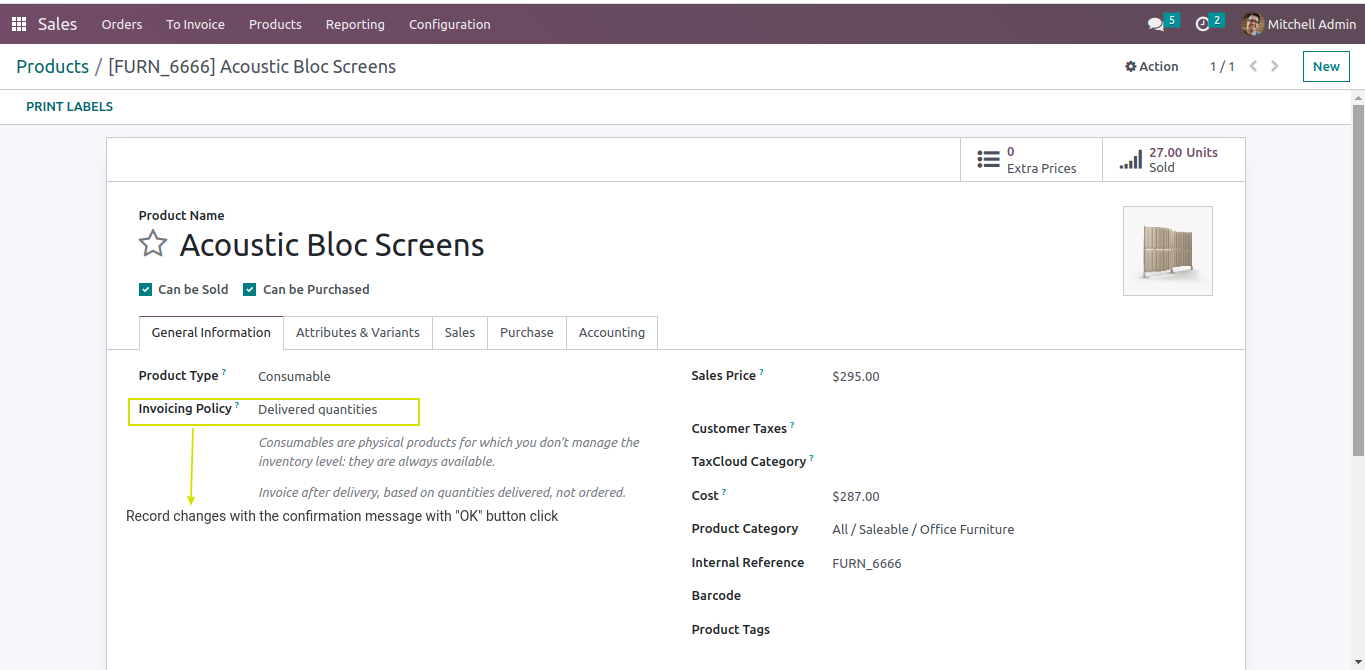 Sales Orders To Invoice Products Reporting Configuration 5 2 Mitchell Admin
Products / [FURN_6666] Acoustic Bloc Screens Action 1 / 1 New
PRINT LABELS
0
Extra Prices
27.00 Units
Sold
Product Name
Acoustic Bloc Screens
Can be Sold Can be Purchased
General Information Attributes & Variants Sales Purchase Accounting
Product Type ? Consumable
Invoicing Policy ? Delivered quantities
Consumables are physical products for which you don't manage the
inventory level: they are always available.
Invoice after delivery, based on quantities delivered, not ordered.
Record changes with the confirmation message with "OK" button click
Sales Price ? $295.00
Customer Taxes ?
TaxCloud Category ?
Cost ? $287.00
Product Category All / Saleable / Office Furniture
Internal Reference FURN_6666
Barcode
Product Tags